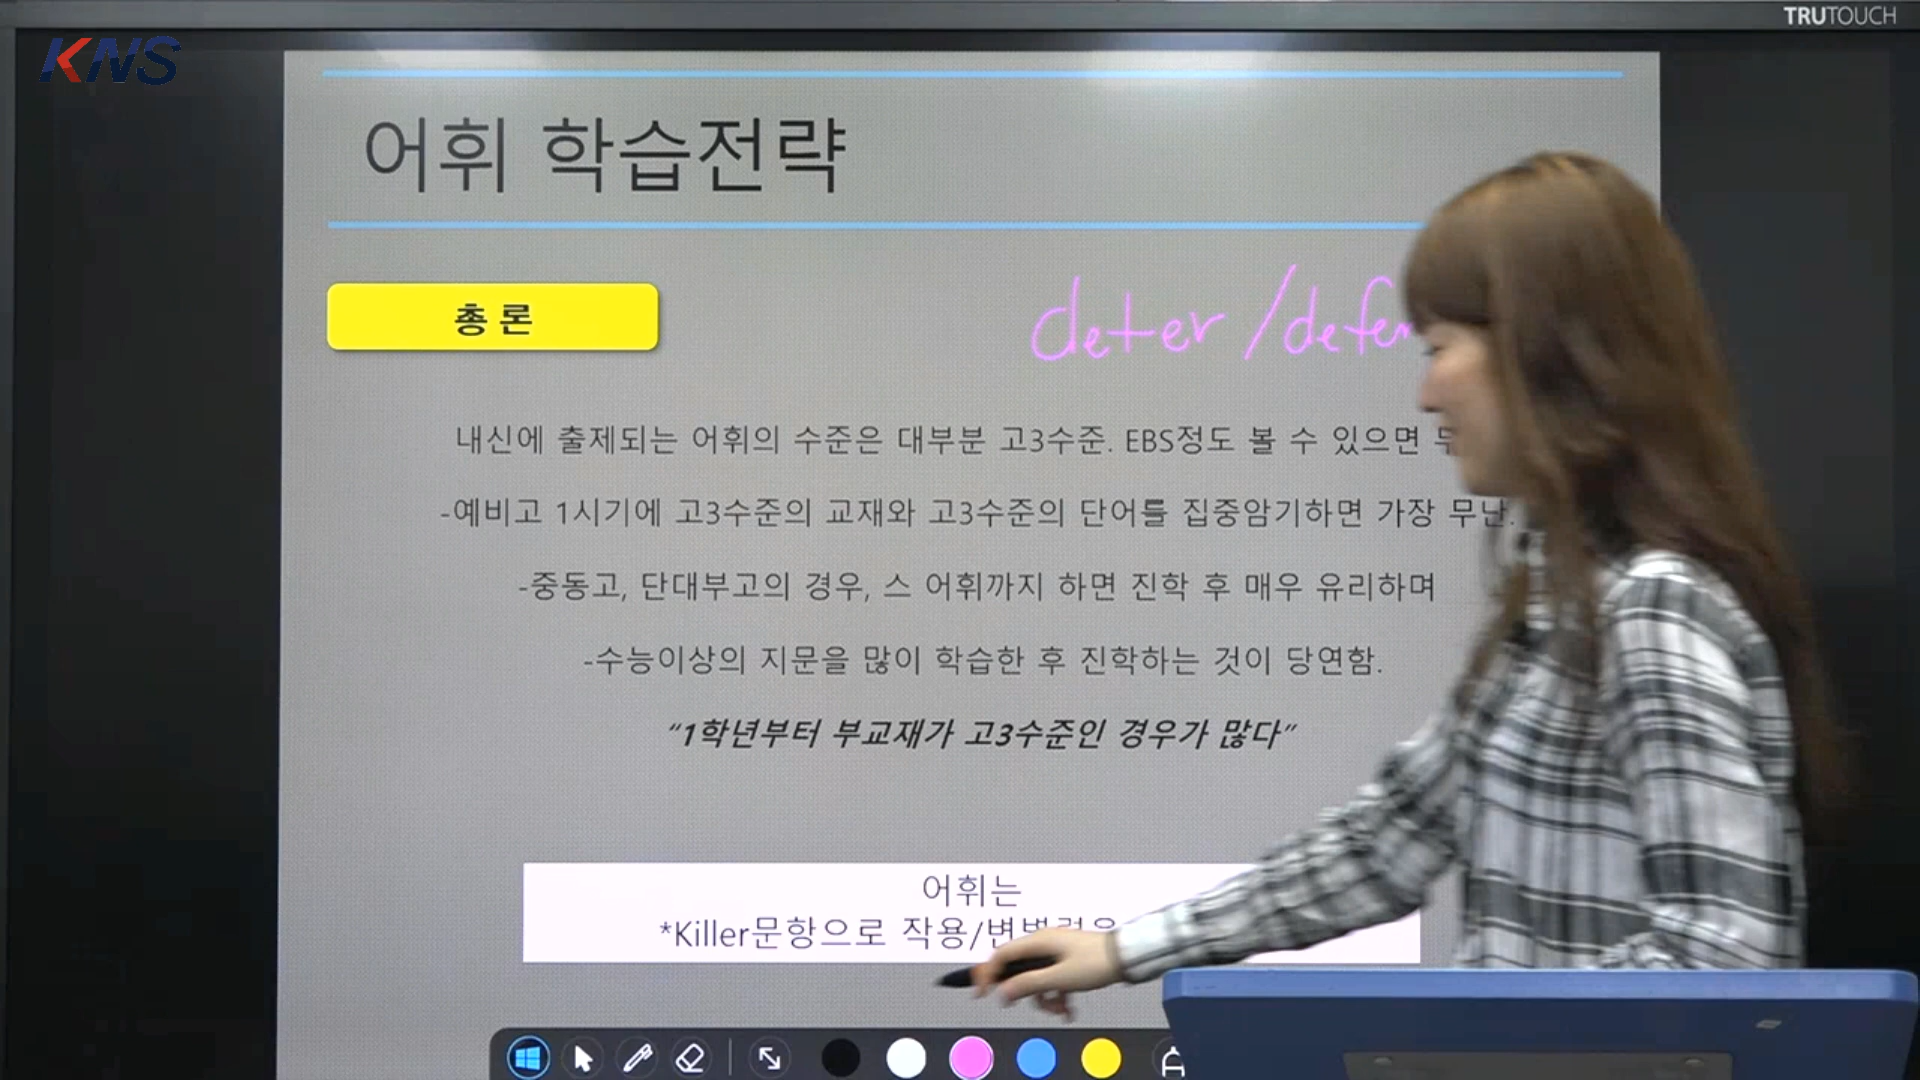 TRUTOUCH
KNS
어휘 학습전략
총 론
deter /defer
내신에 출제되는 어휘의 수준은 대부분 고3수준. EBS정도 볼 수 있으면
-예비고 1시기에 고3수준의 교재와 고3수준의 단어를 집중암기하면 가장 무난.
-중동고, 단대부고의 경우, 스 어휘까지 하면 진학 후 매우 유리하며
-수능이상의 지문을 많이 학습한 후 진학하는 것이 당연함.
“1학년부터 부교재가 고3수준인 경우가 많다”
어휘는
*Killer문항으로 작용/변별력은